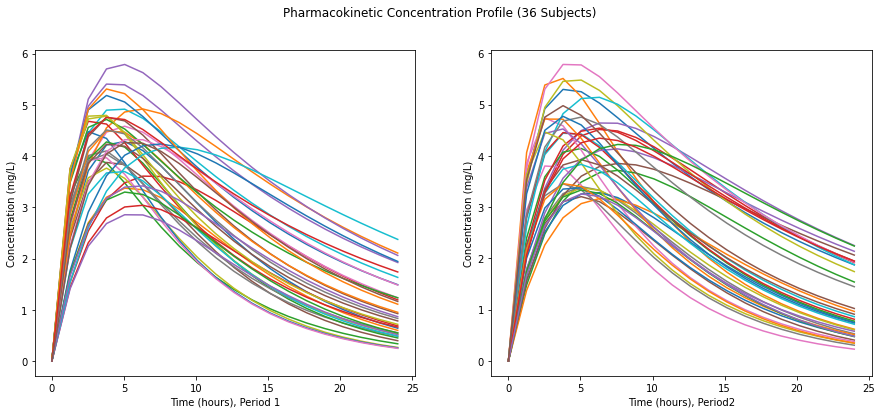 Pharmacokinetic Concentration Profile (36 Subjects)
Concentration (mg/L)
6
5
4
3
2
1
0
0 5 10 15 20 25
Time (hours), Period 1
Concentration (mg/L)
6
5
4
3
2
1
0
0 5 10 15 20 25
Time (hours), Period2